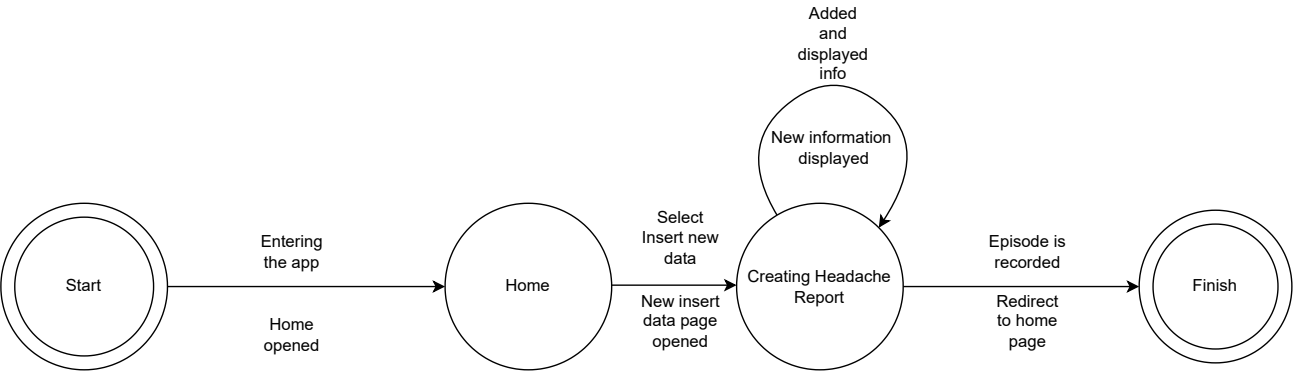 Added
and
displayed
info
New information
displayed
Start
Entering
the app
Home
opened
Home
Select
Insert new
data
New insert
data page
opened
Creating Headache
Report
Episode is
recorded
Redirect
to home
page
Finish